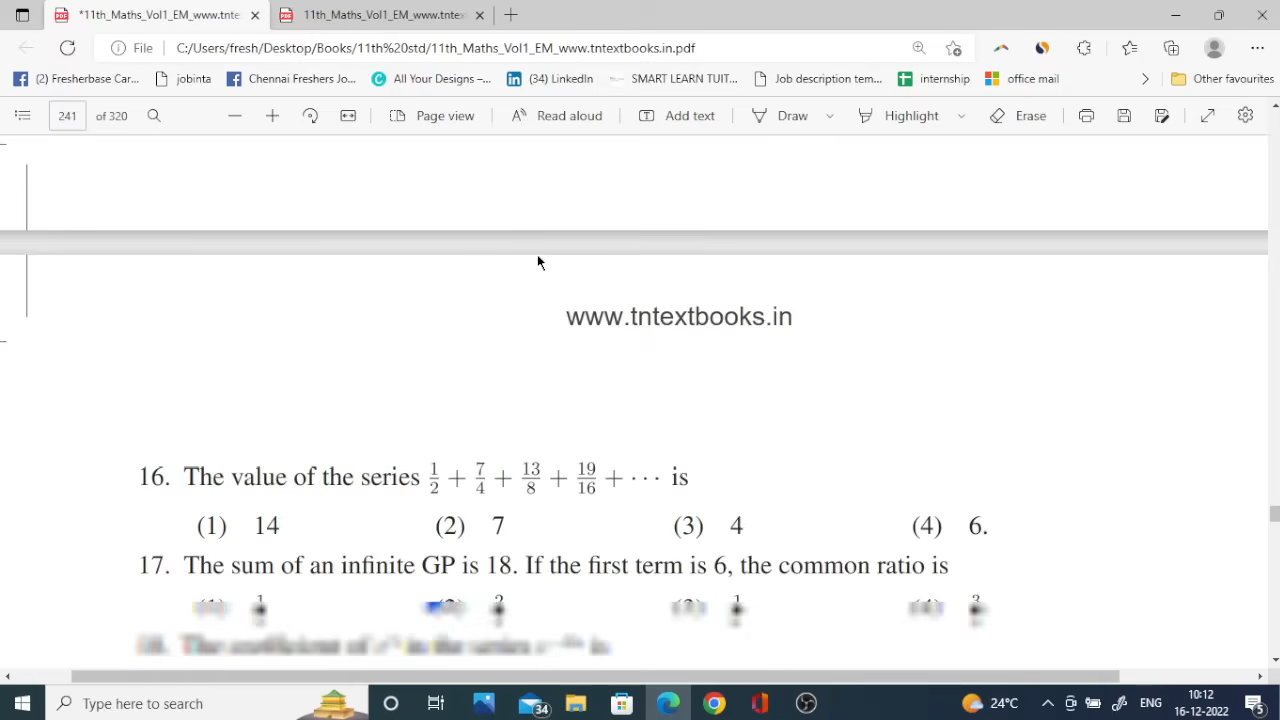 *11th_Maths_Vol1_EM_www.tnte
11th_Maths_Vol1_EM_www.tntex
File C:/Users/fresh/Desktop/Books/11th%20std/11th_Maths_Vol1_EM_www.tntextbooks.in.pdf
(2) Fresherbase Car... jobinta Chennai Freshers Jo... All Your Designs –... (34) LinkedIn SMART LEARN TUIT... Job description tem... internship office mail Other favourites
241 of 320 Page view Read aloud Add text Draw Highlight Erase
www.tntextbooks.in
16. The value of the series 1/2 + 7/4 + 13/8 + 19/16 + ··· is
(1) 14 (2) 7 (3) 4 (4) 6.
17. The sum of an infinite GP is 18. If the first term is 6, the common ratio is
Type here to search 34 24°C ENG 10:12
16-12-2022 5